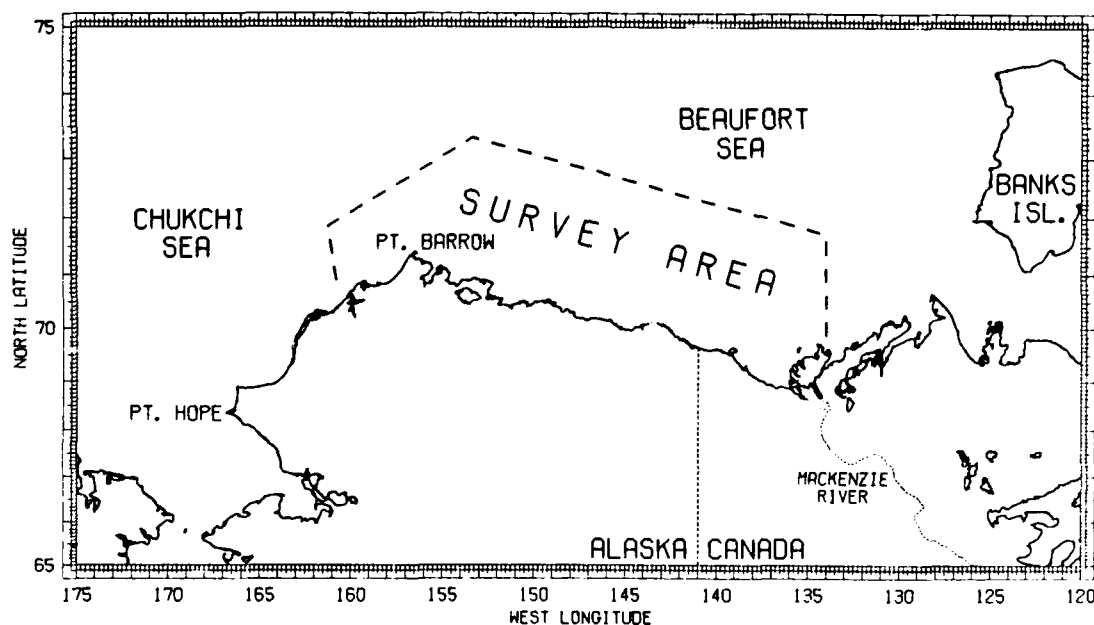 75
BEAUFORT
SEA
BANKS
ISL.
CHUKCHI
SEA
SURVEY AREA
PT. BARROW
NORTH LATITUDE
70
PT. HOPE
MACKENZIE
RIVER
ALASKA CANADA
65
175 165 160 155 150 145 140 135 130 125 120
WEST LONGITUDE